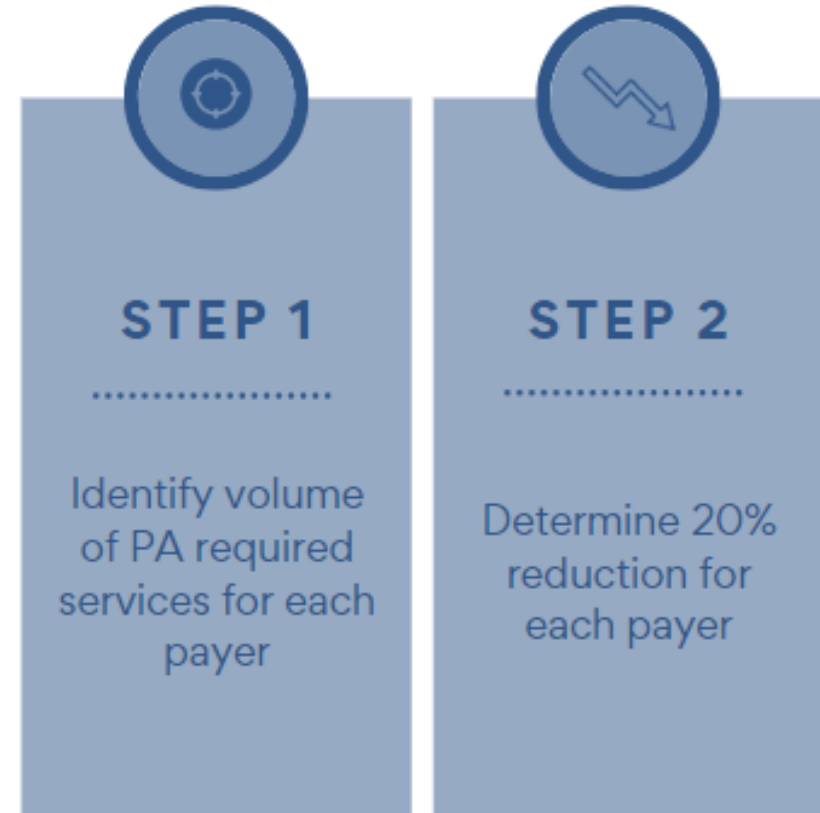 STEP 1
Identify volume
of PA required
services for each
payer
STEP 2
Determine 20%
reduction for
each payer